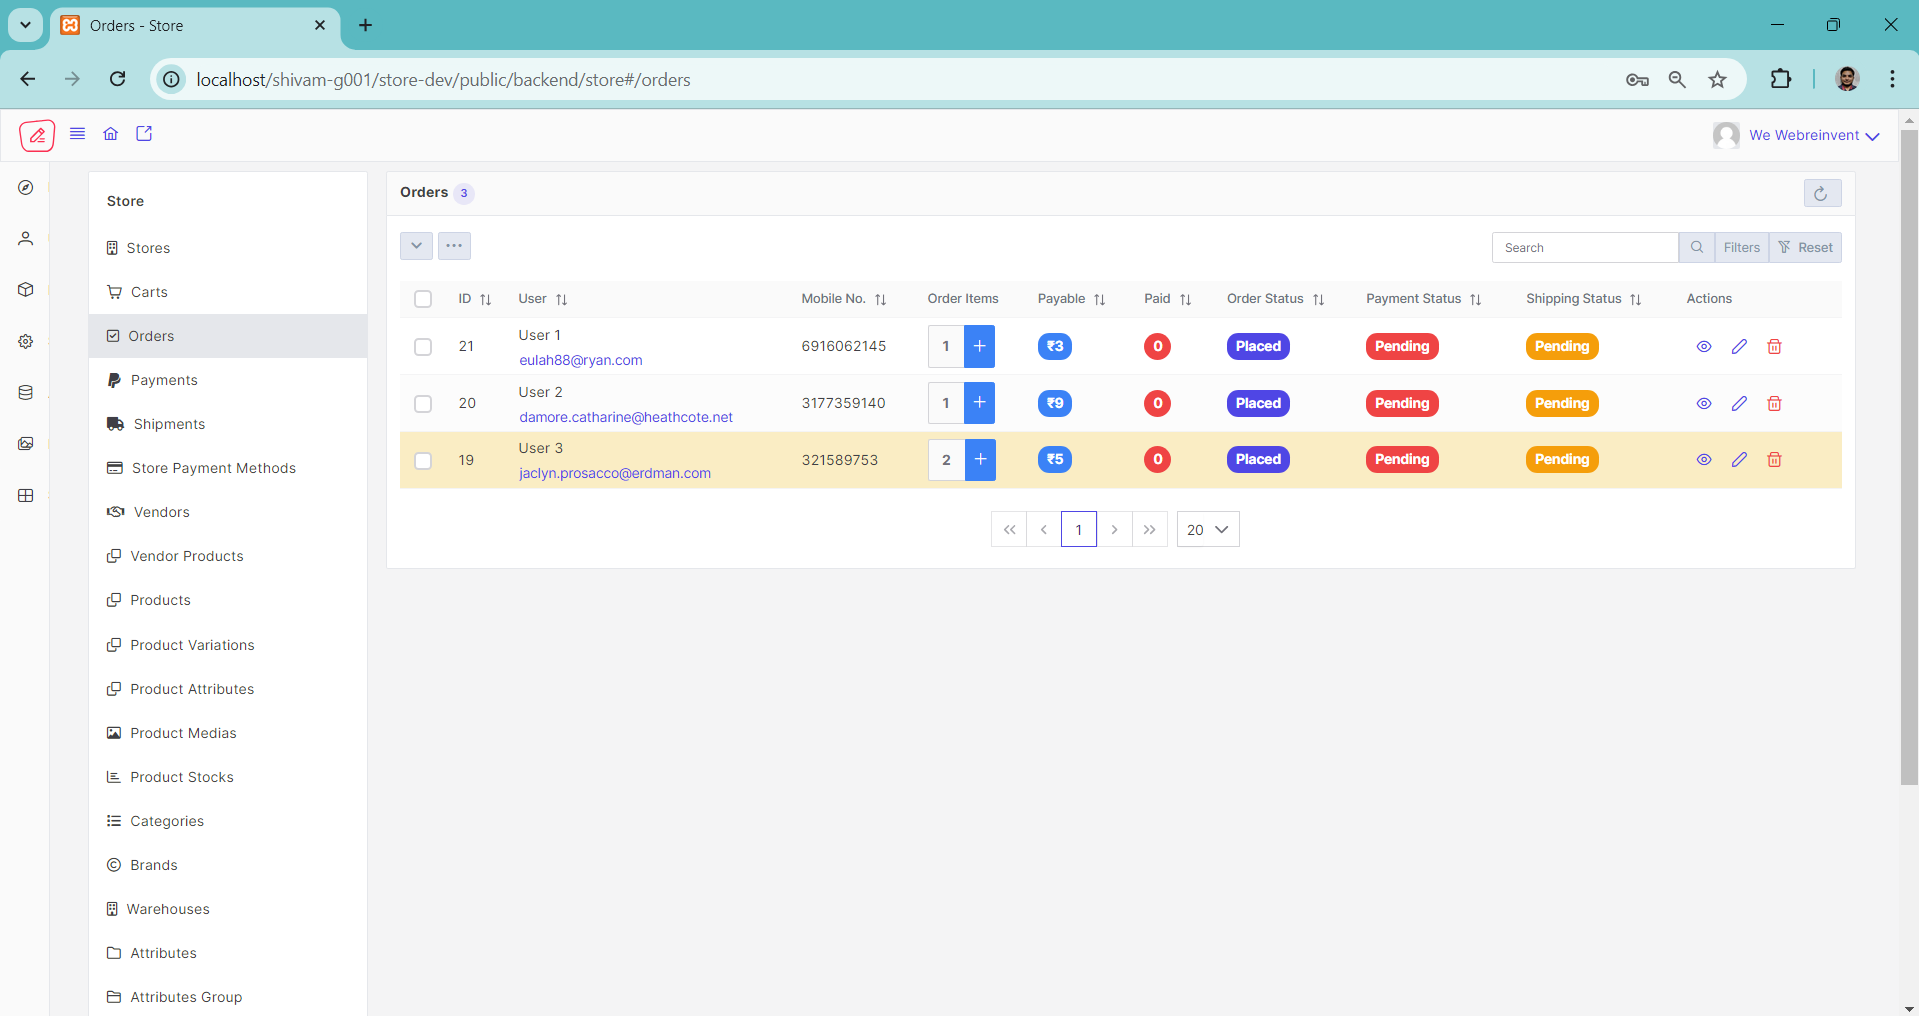 Orders - Store
localhost/shivam-g001/store-dev/public/backend/store#/orders
We Webreinvent
Store
Stores
Carts
Orders
Payments
Shipments
Store Payment Methods
Vendors
Vendor Products
Products
Product Variations
Product Attributes
Product Medias
Product Stocks
Categories
Brands
Warehouses
Attributes
Attributes Group
Orders 3
Search Filters Reset
ID User Mobile No. Order Items Payable Paid Order Status Payment Status Shipping Status Actions
21 User 1 6916062145 1 + ₹3 0 Placed Pending Pending
eulah88@ryan.com
20 User 2 3177359140 1 + ₹9 0 Placed Pending Pending
damore.catharine@heathcote.net
19 User 3 321589753 2 + ₹5 0 Placed Pending Pending
jaclyn.prosacco@erdman.com
1 20